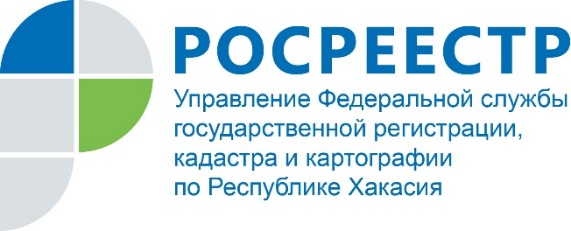 РОСРЕЕСТР
Управление Федеральной службы
государственной регистрации,
кадастра и картографии
по Республике Хакасия